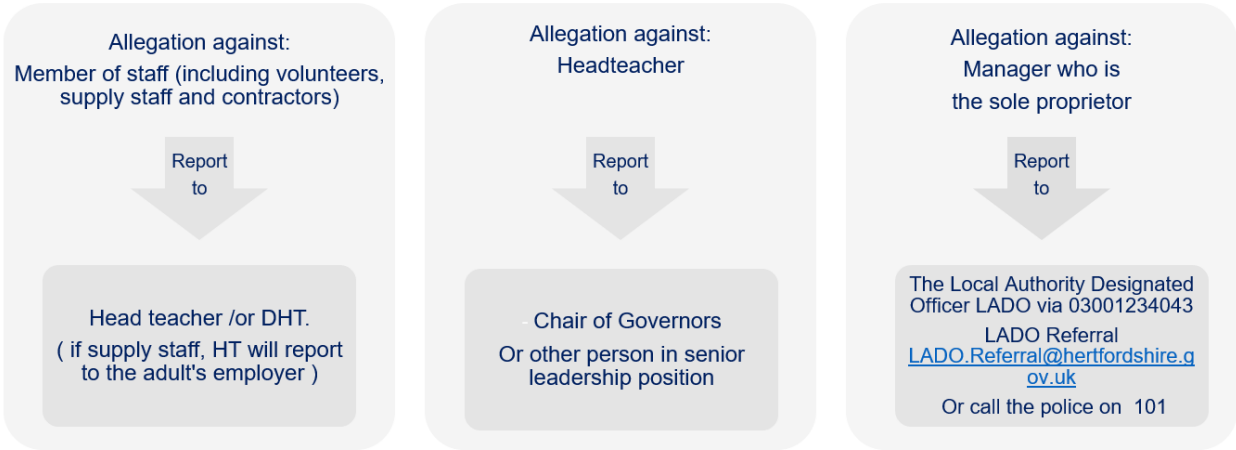 Allegation against:
Member of staff (including volunteers,
supply staff and contractors)
Report
to
Head teacher /or DHT.
( if supply staff, HT will report
to the adult's employer )
Allegation against:
Headteacher
Report
to
- Chair of Governors
Or other person in senior
leadership position
Allegation against:
Manager who is
the sole proprietor
Report
to
The Local Authority Designated
Officer LADO via 03001234043
LADO Referral
LADO.Referral@hertfordshire.g
ov.uk
Or call the police on 101